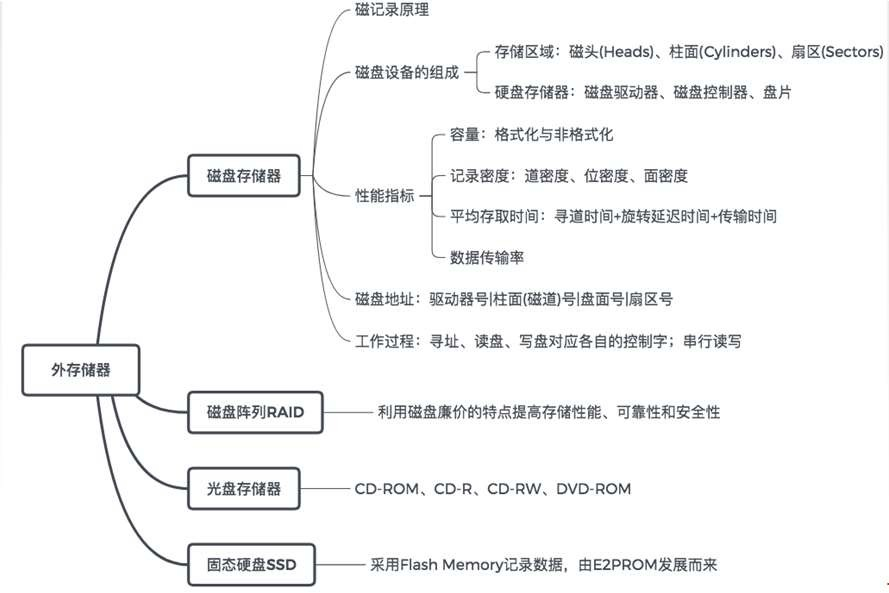 磁记录原理
存储区域：磁头(Heads)、柱面(Cylinders)、扇区(Sectors)
磁盘设备的组成
硬盘存储器：磁盘驱动器、磁盘控制器、盘片
容量：格式化与非格式化
磁盘存储器
记录密度：道密度、位密度、面密度
性能指标
平均存取时间：寻道时间+旋转延迟时间+传输时间
数据传输率
磁盘地址：驱动器号|柱面(磁道)号|盘面号|扇区号
工作过程：寻址、读盘、写盘对应各自的控制字；串行读写
外存储器
磁盘阵列RAID
利用磁盘廉价的特点提高存储性能、可靠性和安全性
光盘存储器
CD-ROM、CD-R、CD-RW、DVD-ROM
固态硬盘SSD
采用Flash Memory记录数据，由E2PROM发展而来